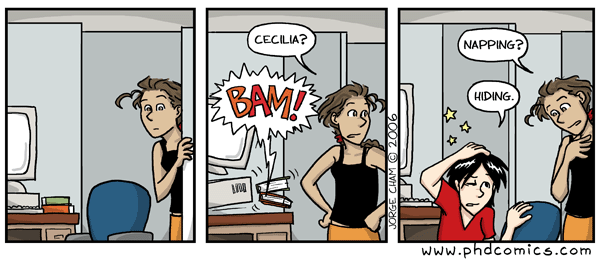 CECILIA?
BAM!
JORGE CHAM © 2006
NAPPING?
HIDING.
www.phdcomics.com